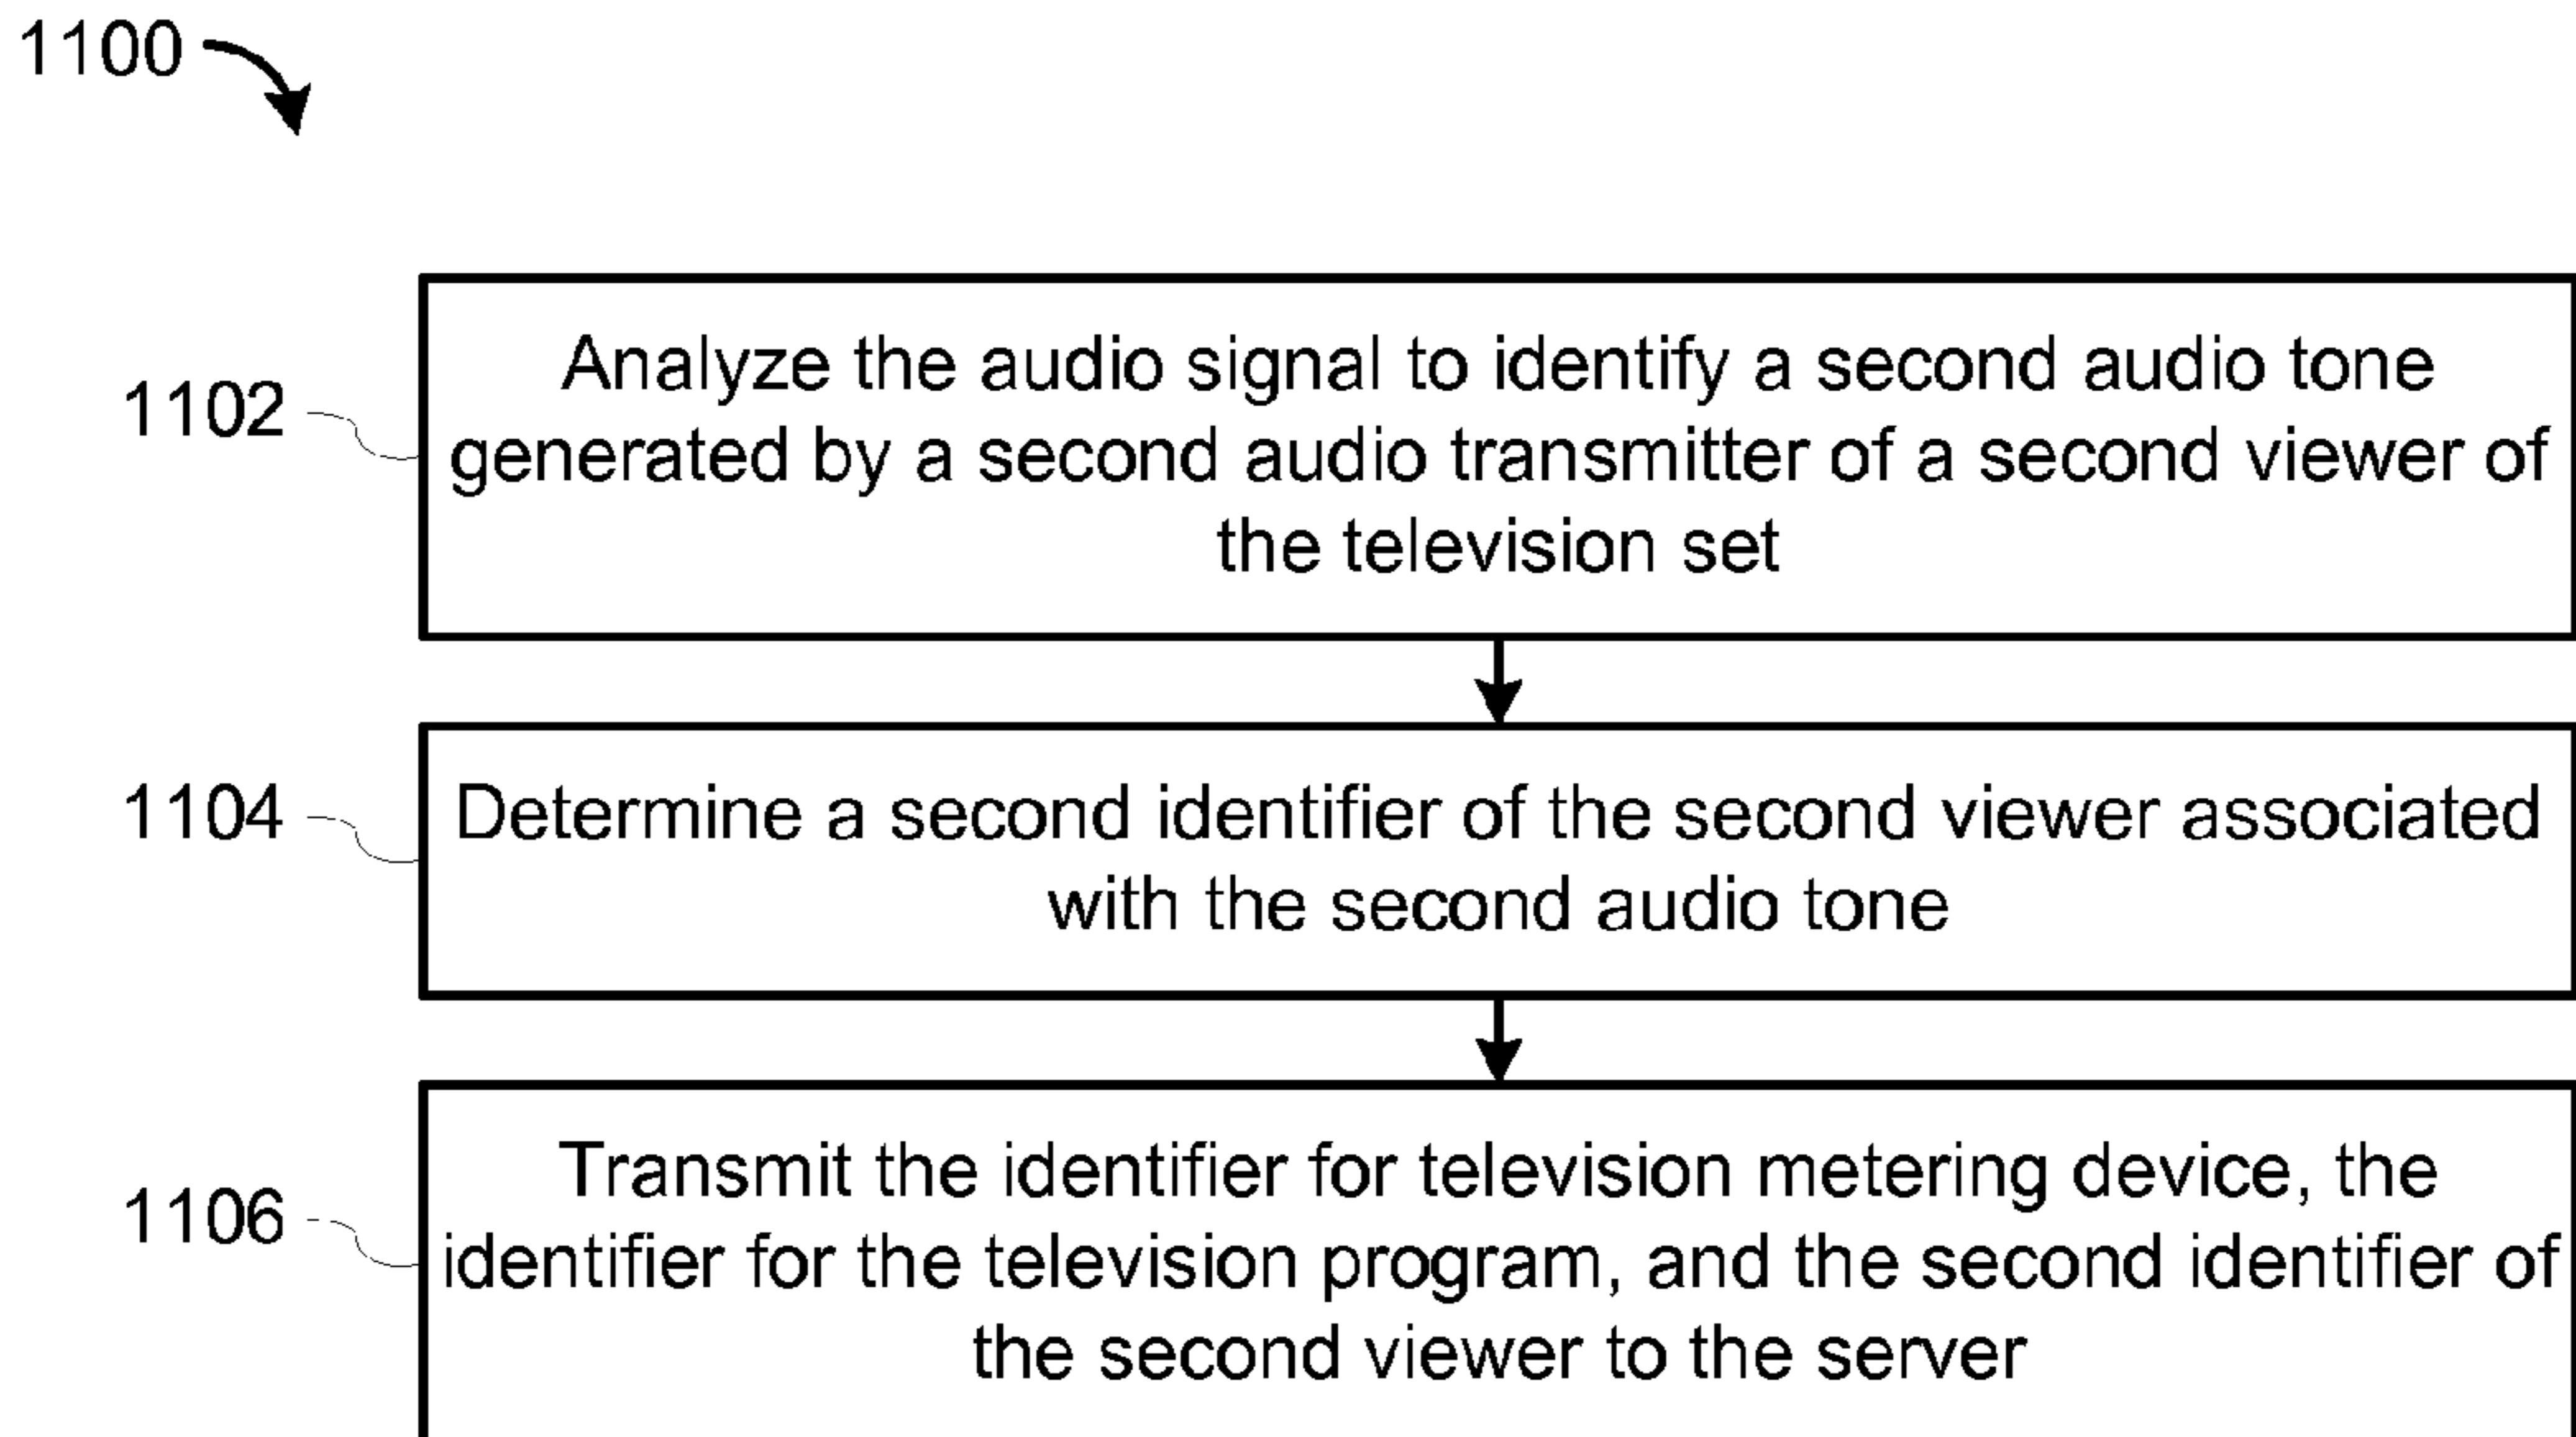 1100
1102
Analyze the audio signal to identify a second audio tone
generated by a second audio transmitter of a second viewer of
the television set
1104
Determine a second identifier of the second viewer associated
with the second audio tone
1106
Transmit the identifier for television metering device, the
identifier for the television program, and the second identifier of
the second viewer to the server